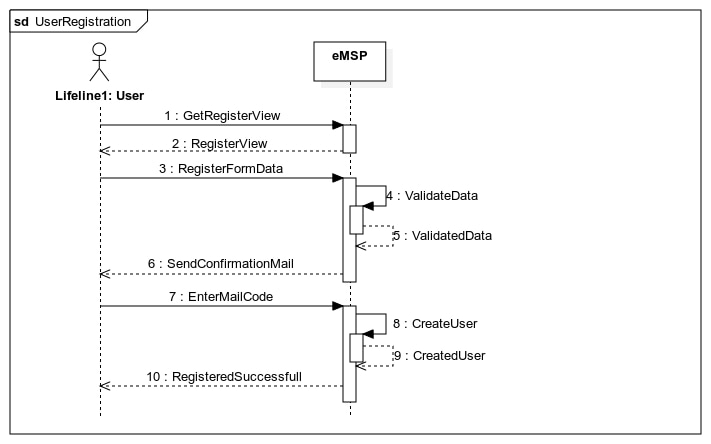 sd UserRegistration
eMSP
Lifeline1: User
1 : GetRegisterView
2 : RegisterView
3 : RegisterFormData
4 : ValidateData
5 : ValidatedData
6 : SendConfirmationMail
7 : EnterMailCode
8 : CreateUser
9 : CreatedUser
10 : RegisteredSuccessfull